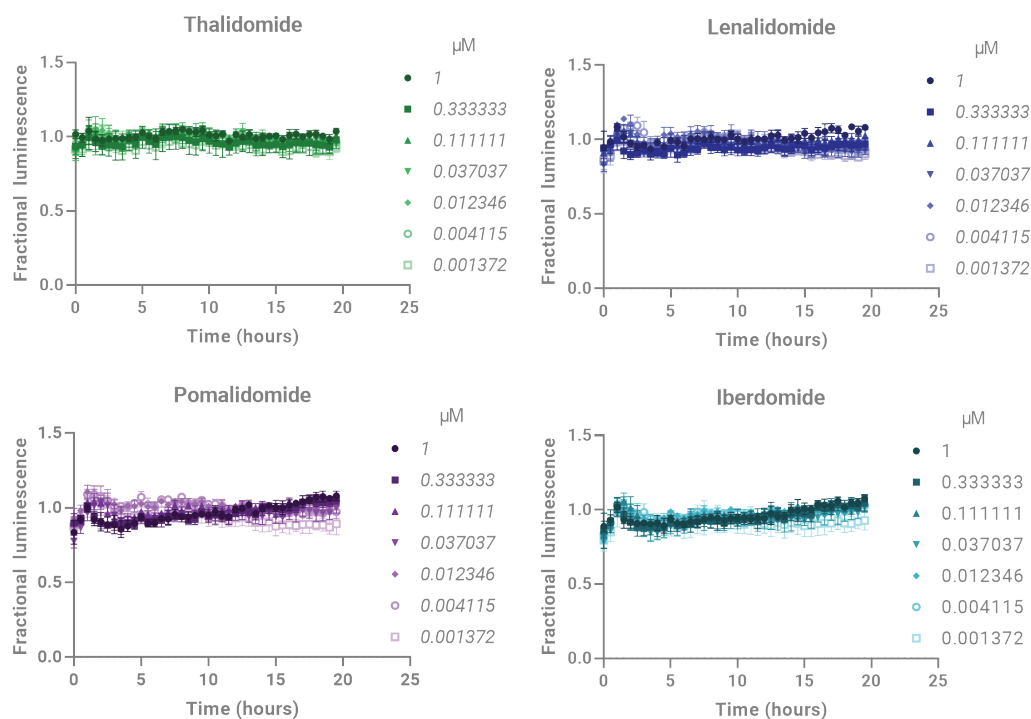 Thalidomide
µM
1.5
1.0
0.5
0.0
Fractional luminescence
1
0.333333
0.111111
0.037037
0.012346
0.004115
0.001372
0 5 10 15 20 25
Time (hours)
Lenalidomide
µM
1.5
1.0
0.5
0.0
Fractional luminescence
1
0.333333
0.111111
0.037037
0.012346
0.004115
0.001372
0 5 10 15 20 25
Time (hours)
Pomalidomide
µM
1.5
1.0
0.5
0.0
Fractional luminescence
1
0.333333
0.111111
0.037037
0.012346
0.004115
0.001372
0 5 10 15 20 25
Time (hours)
Iberdomide
µM
1.5
1.0
0.5
0.0
Fractional luminescence
1
0.333333
0.111111
0.037037
0.012346
0.004115
0.001372
0 5 10 15 20 25
Time (hours)